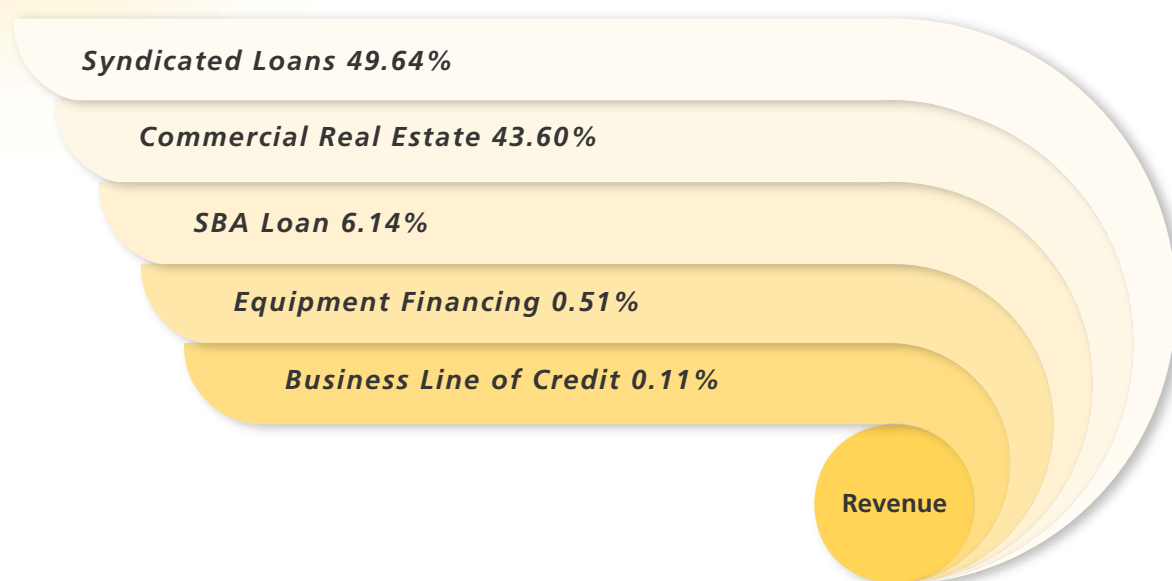 Syndicated Loans 49.64%
Commercial Real Estate 43.60%
SBA Loan 6.14%
Equipment Financing 0.51%
Business Line of Credit 0.11%
Revenue